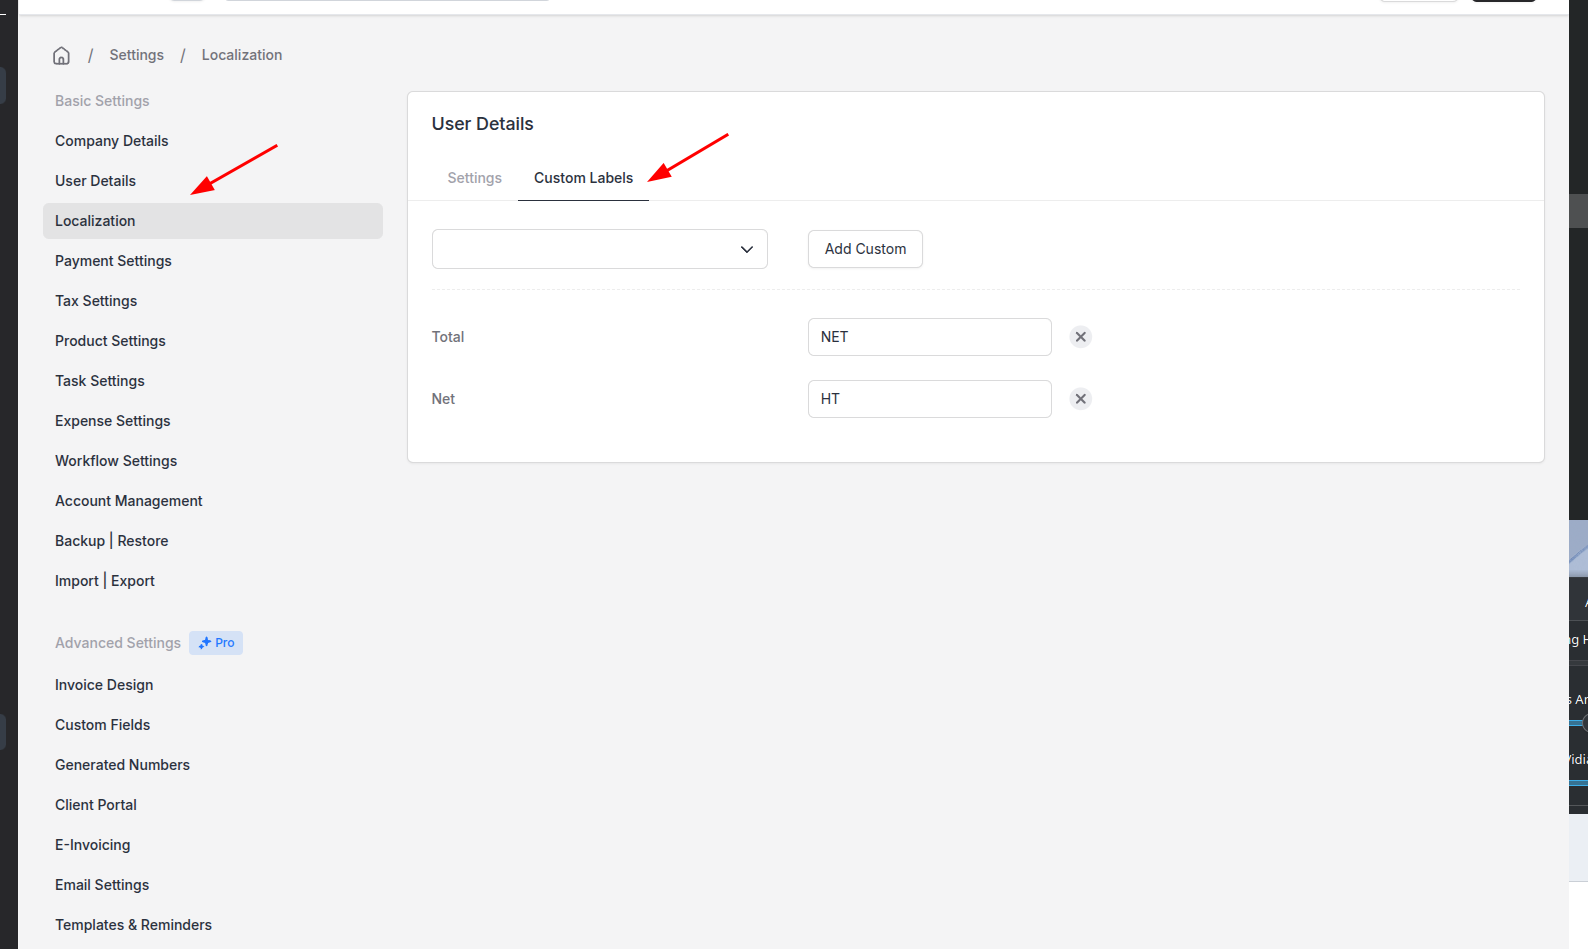 / Settings / Localization
Basic Settings
Company Details
User Details
Localization
Payment Settings
Tax Settings
Product Settings
Task Settings
Expense Settings
Workflow Settings
Account Management
Backup | Restore
Import | Export
Advanced Settings Pro
Invoice Design
Custom Fields
Generated Numbers
Client Portal
E-Invoicing
Email Settings
Templates & Reminders
User Details
Settings Custom Labels
Add Custom
Total NET
Net HT